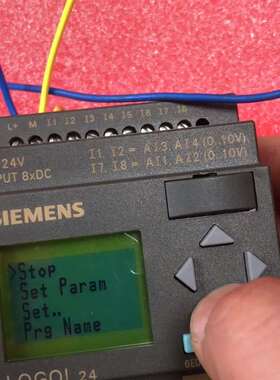 L+ M I1 I2 I3 I4 I5 I6 I7 I8
24V
PUT 8xDC
I1, I2 = AI3, AI4 (0..10V)
I7, I8 = AI1, AI2 (0..10V)
SIEMENS
>Stop
Set Param
Set..
Prg Name
LOGO! 24
6ED